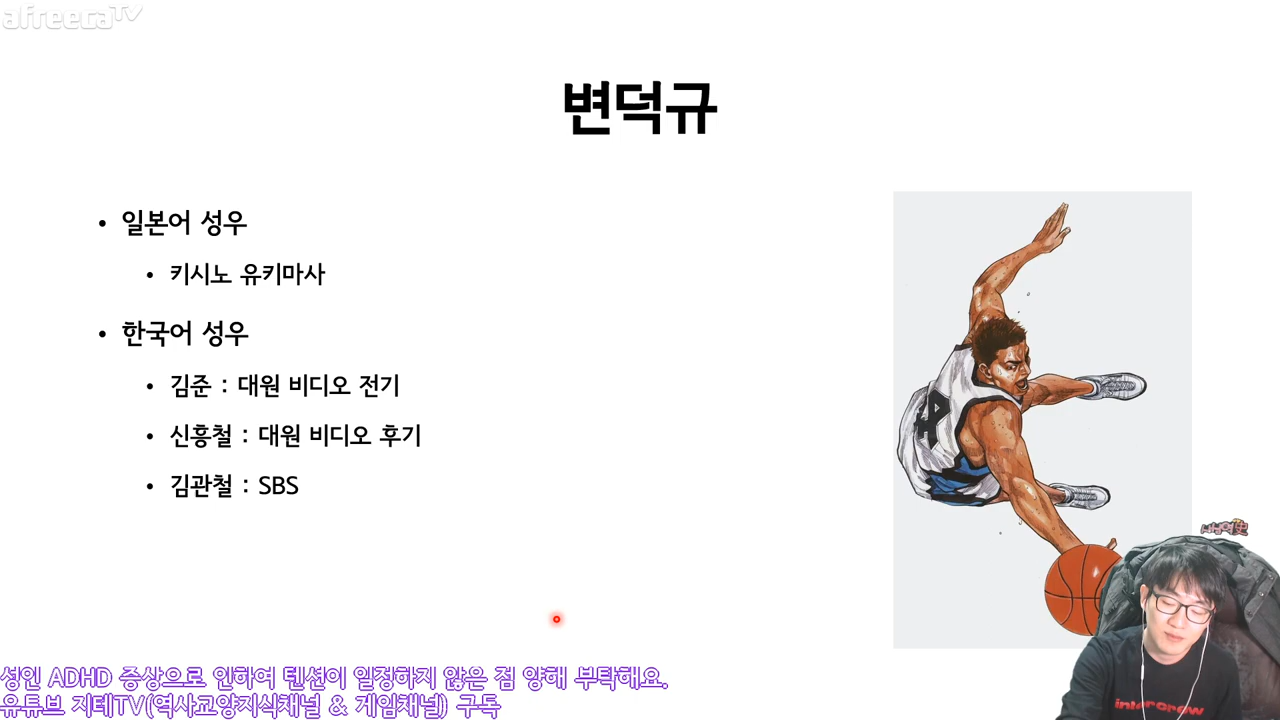 afreecaTV
변덕규
• 일본어 성우
• 키시노 유키마사
• 한국어 성우
• 김준 : 대원 비디오 전기
• 신흥철 : 대원 비디오 후기
• 김관철 : SBS
4
intercrew
성인 ADHD 증상으로 인하여 텐션이 일정하지 않은 점 양해 부탁해요.
유튜브 지테TV(역사교양지식채널 & 게임채널) 구독